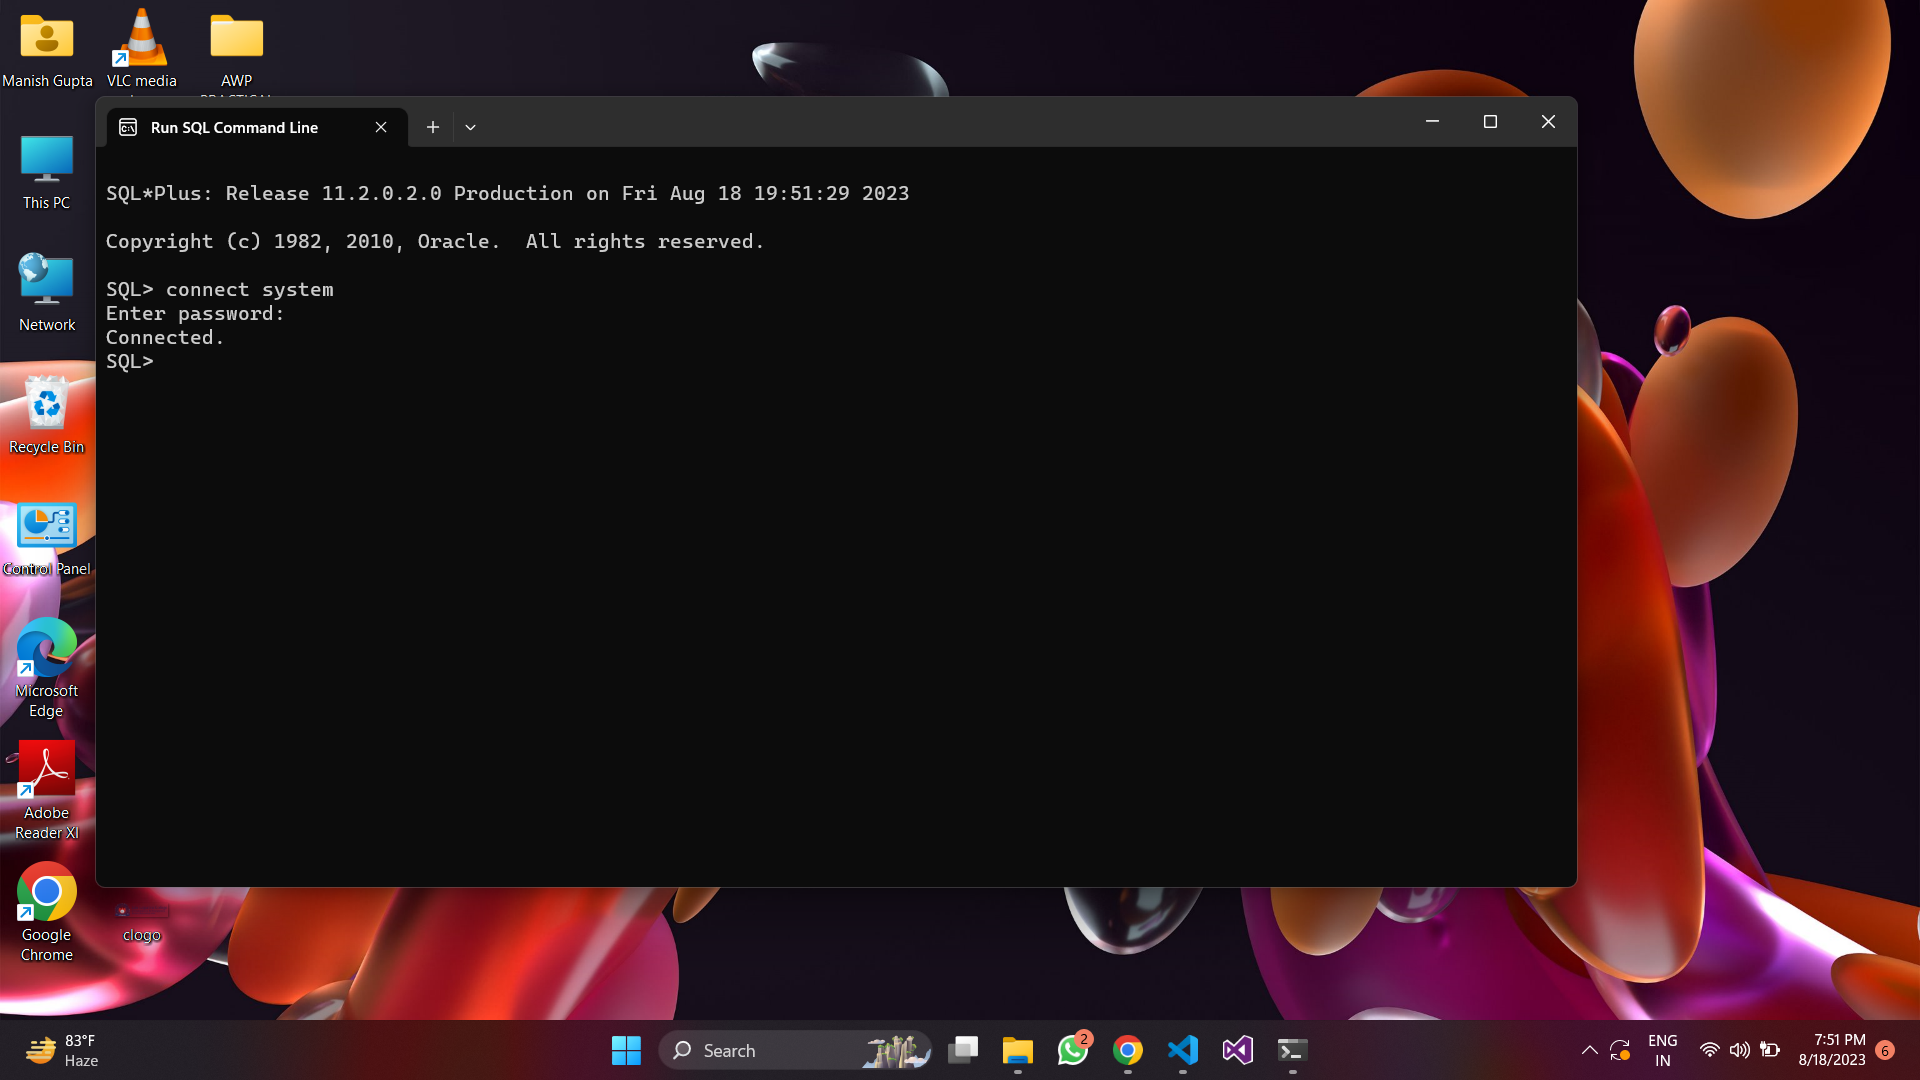 Manish Gupta
VLC media
AWP
This PC
Network
Recycle Bin
Control Panel
Microsoft
Edge
Adobe
Reader XI
Google
Chrome
clogo
Run SQL Command Line
SQL*Plus: Release 11.2.0.2.0 Production on Fri Aug 18 19:51:29 2023
Copyright (c) 1982, 2010, Oracle.  All rights reserved.
SQL> connect system
Enter password:
Connected.
SQL>
83°F
Haze
Search
2
ENG
IN
7:51 PM
8/18/2023
6